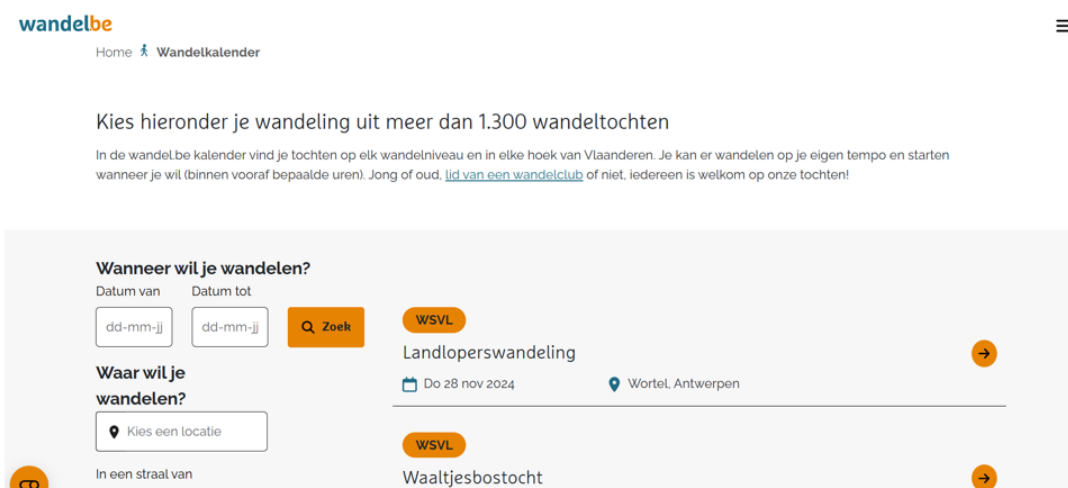 wandelbe
Home Wandelkalender
Kies hieronder je wandeling uit meer dan 1.300 wandeltochten
In de wandel.be kalender vind je tochten op elk wandelniveau en in elke hoek van Vlaanderen. Je kan er wandelen op je eigen tempo en starten
wanneer je wil (binnen vooraf bepaalde uren). Jong of oud, lid van een wandelclub of niet, iedereen is welkom op onze tochten!
Wanneer wil je wandelen?
Datum van Datum tot
dd-mm-jj dd-mm-jj Zoek
Waar wil je
wandelen?
Kies een locatie
In een straal van
WSVL
Landloperswandeling
Do 28 nov 2024 Wortel, Antwerpen
WSVL
Waaltjesbostocht